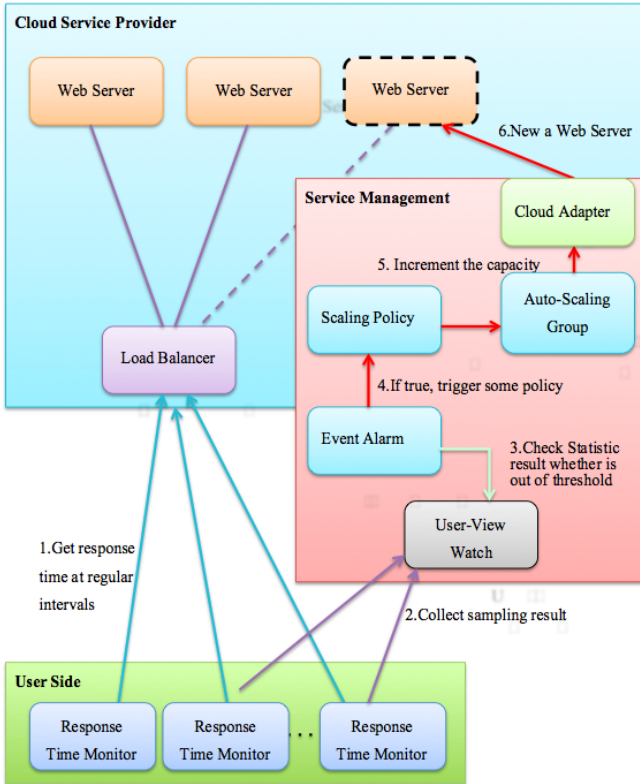 Cloud Service Provider
Web Server
Web Server
Web Server
6.New a Web Server
Service Management
Cloud Adapter
5. Increment the capacity
Scaling Policy
Auto-Scaling
Group
Load Balancer
4.If true, trigger some policy
Event Alarm
3.Check Statistic
result whether is
out of threshold
User-View
Watch
1.Get response
time at regular
intervals
2.Collect sampling result
User Side
Response
Time Monitor
Response
Time Monitor
...
Response
Time Monitor